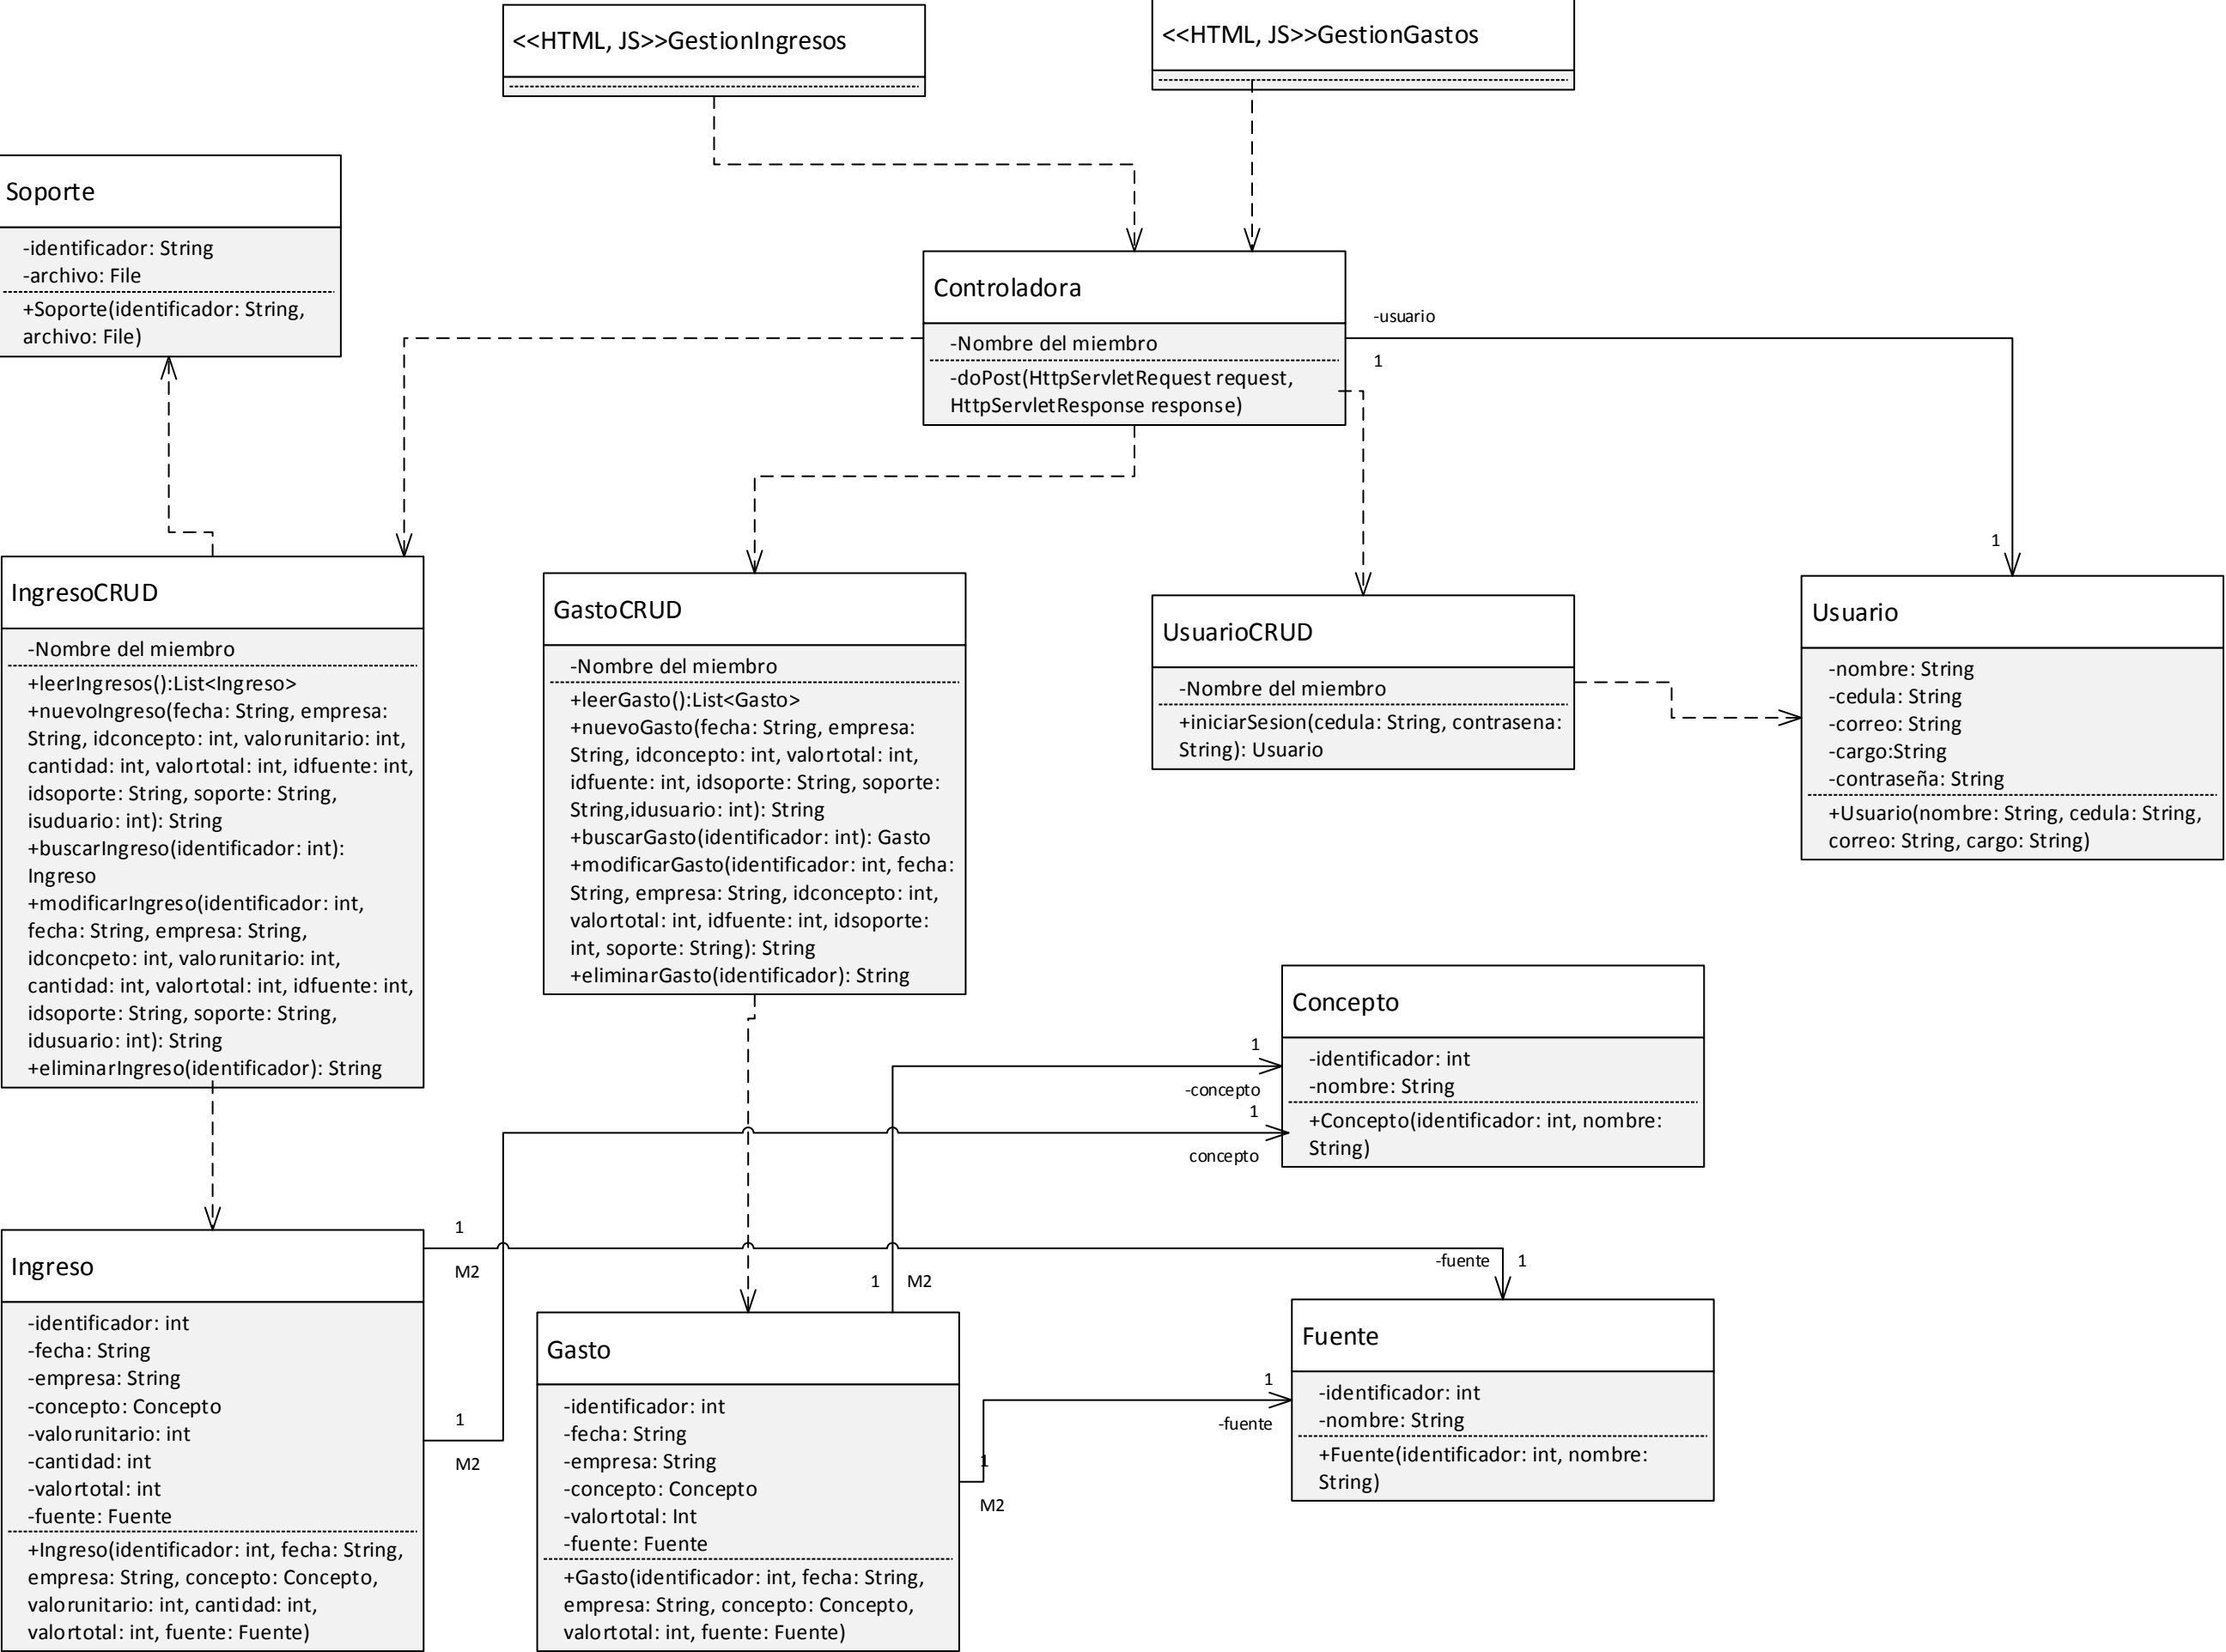 <<HTML, JS>>GestionIngresos
<<HTML, JS>>GestionGastos
Soporte
-identificador: String
-archivo: File
+Soporte(identificador: String,
archivo: File)
Controladora
-Nombre del miembro
-doPost(HttpServletRequest request,
HttpServletResponse response)
-usuario
1
1
IngresoCRUD
-Nombre del miembro
+leerIngresos():List<Ingreso>
+nuevoIngreso(fecha: String, empresa:
String, idconcepto: int, valorunitario: int,
cantidad: int, valortotal: int, idfuente: int,
idsoporte: String, soporte: String,
isuduario: int): String
+buscarIngreso(identificador: int):
Ingreso
+modificarIngreso(identificador: int,
fecha: String, empresa: String,
idconcpeto: int, valorunitario: int,
cantidad: int, valortotal: int, idfuente: int,
idsoporte: String, soporte: String,
idusuario: int): String
+eliminarIngreso(identificador): String
GastoCRUD
-Nombre del miembro
+leerGasto():List<Gasto>
+nuevoGasto(fecha: String, empresa:
String, idconcepto: int, valortotal: int,
idfuente: int, idsoporte: String, soporte:
String,idusuario: int): String
+buscarGasto(identificador: int): Gasto
+modificarGasto(identificador: int, fecha:
String, empresa: String, idconcepto: int,
valortotal: int, idfuente: int, idsoporte:
int, soporte: String): String
+eliminarGasto(identificador): String
UsuarioCRUD
-Nombre del miembro
+iniciarSesion(cedula: String, contrasena:
String): Usuario
Usuario
-nombre: String
-cedula: String
-correo: String
-cargo:String
-contraseña: String
+Usuario(nombre: String, cedula: String,
correo: String, cargo: String)
Concepto
-identificador: int
-nombre: String
+Concepto(identificador: int, nombre:
String)
1
-concepto
1
concepto
Ingreso
-identificador: int
-fecha: String
-empresa: String
-concepto: Concepto
-valorunitario: int
-cantidad: int
-valortotal: int
-fuente: Fuente
+Ingreso(identificador: int, fecha: String,
empresa: String, concepto: Concepto,
valorunitario: int, cantidad: int,
valortotal: int, fuente: Fuente)
1
M2
1
M2
Gasto
-identificador: int
-fecha: String
-empresa: String
-concepto: Concepto
-valortotal: Int
-fuente: Fuente
+Gasto(identificador: int, fecha: String,
empresa: String, concepto: Concepto,
valortotal: int, fuente: Fuente)
1 M2
1
M2
-fuente 1
1
-fuente
Fuente
-identificador: int
-nombre: String
+Fuente(identificador: int, nombre:
String)